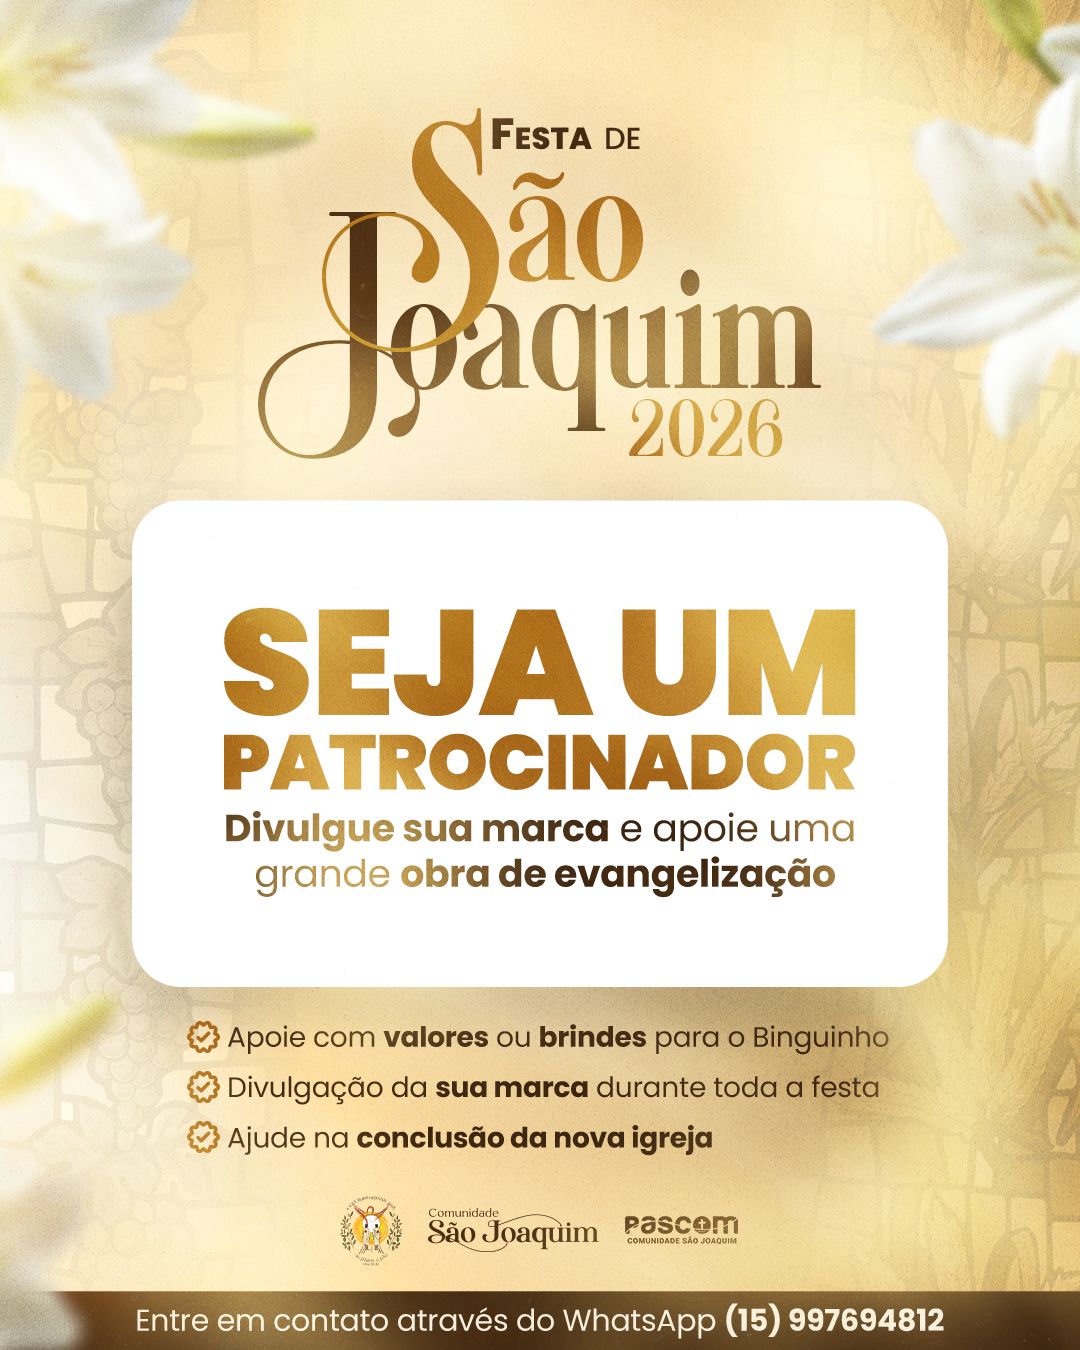 FESTA DE
São
Joaquim
2026
SEJA UM
PATROCINADOR
Divulgue sua marca e apoie uma
grande obra de evangelização
Apoie com valores ou brindes para o Binguinho
Divulgação da sua marca durante toda a festa
Ajude na conclusão da nova igreja
Comunidade
São Joaquim
Pascom
COMUNIDADE SÃO JOAQUIM
Entre em contato através do WhatsApp (15) 997694812